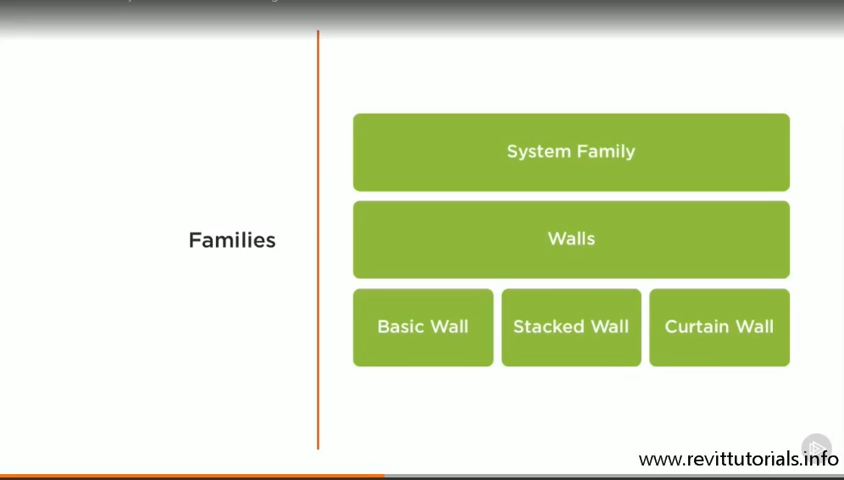 System Family
Walls
Families
Basic Wall
Stacked Wall
Curtain Wall
www.revittutorials.info